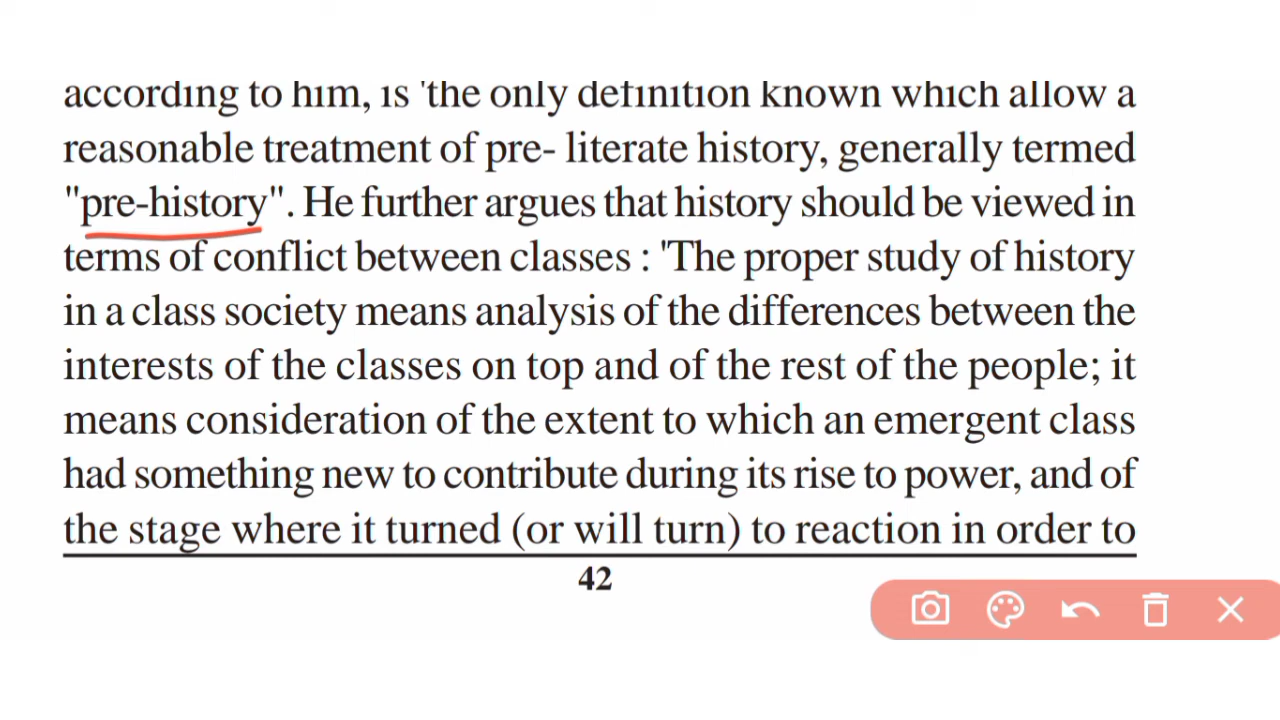 according to him, is 'the only definition known which allow a
reasonable treatment of pre- literate history, generally termed
"pre-history". He further argues that history should be viewed in
terms of conflict between classes : 'The proper study of history
in a class society means analysis of the differences between the
interests of the classes on top and of the rest of the people; it
means consideration of the extent to which an emergent class
had something new to contribute during its rise to power, and of
the stage where it turned (or will turn) to reaction in order to
42